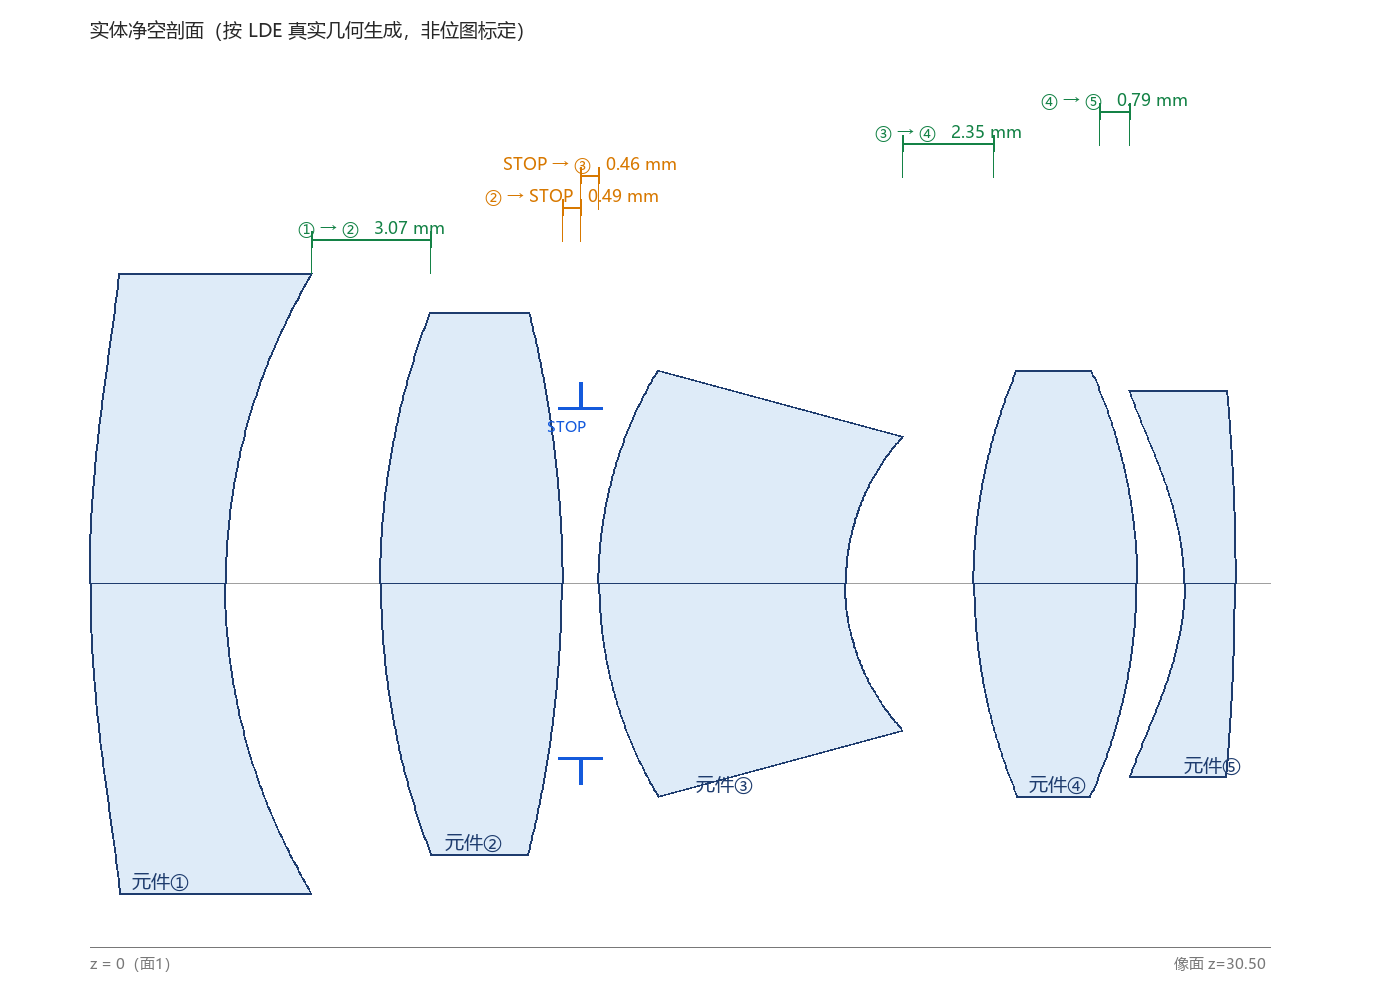 实体净空剖面（按 LDE 真实几何生成，非位图标定）
④ → ⑤ 0.79 mm
③ → ④ 2.35 mm
STOP → ③ 0.46 mm
② → STOP 0.49 mm
① → ② 3.07 mm
STOP
元件⑤
元件③
元件④
元件②
元件①
z = 0（面1）
像面 z=30.50